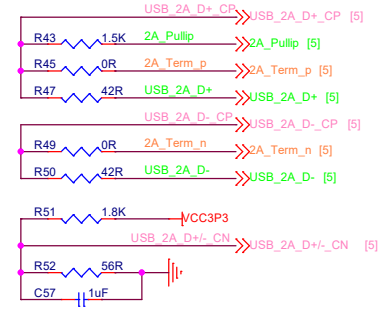 USB_2A_D+_CP USB_2A_D+_CP [5]
R43 1.5K 2A_Pullip 2A_Pullip [5]
R45 0R 2A_Term_p 2A_Term_p [5]
R47 42R USB_2A_D+ USB_2A_D+ [5]
USB_2A_D-_CP USB_2A_D-_CP [5]
R49 0R 2A_Term_n 2A_Term_n [5]
R50 42R USB_2A_D- USB_2A_D- [5]
R51 1.8K VCC3P3
USB_2A_D+/-_CN USB_2A_D+/-_CN [5]
R52 56R
C57 1uF